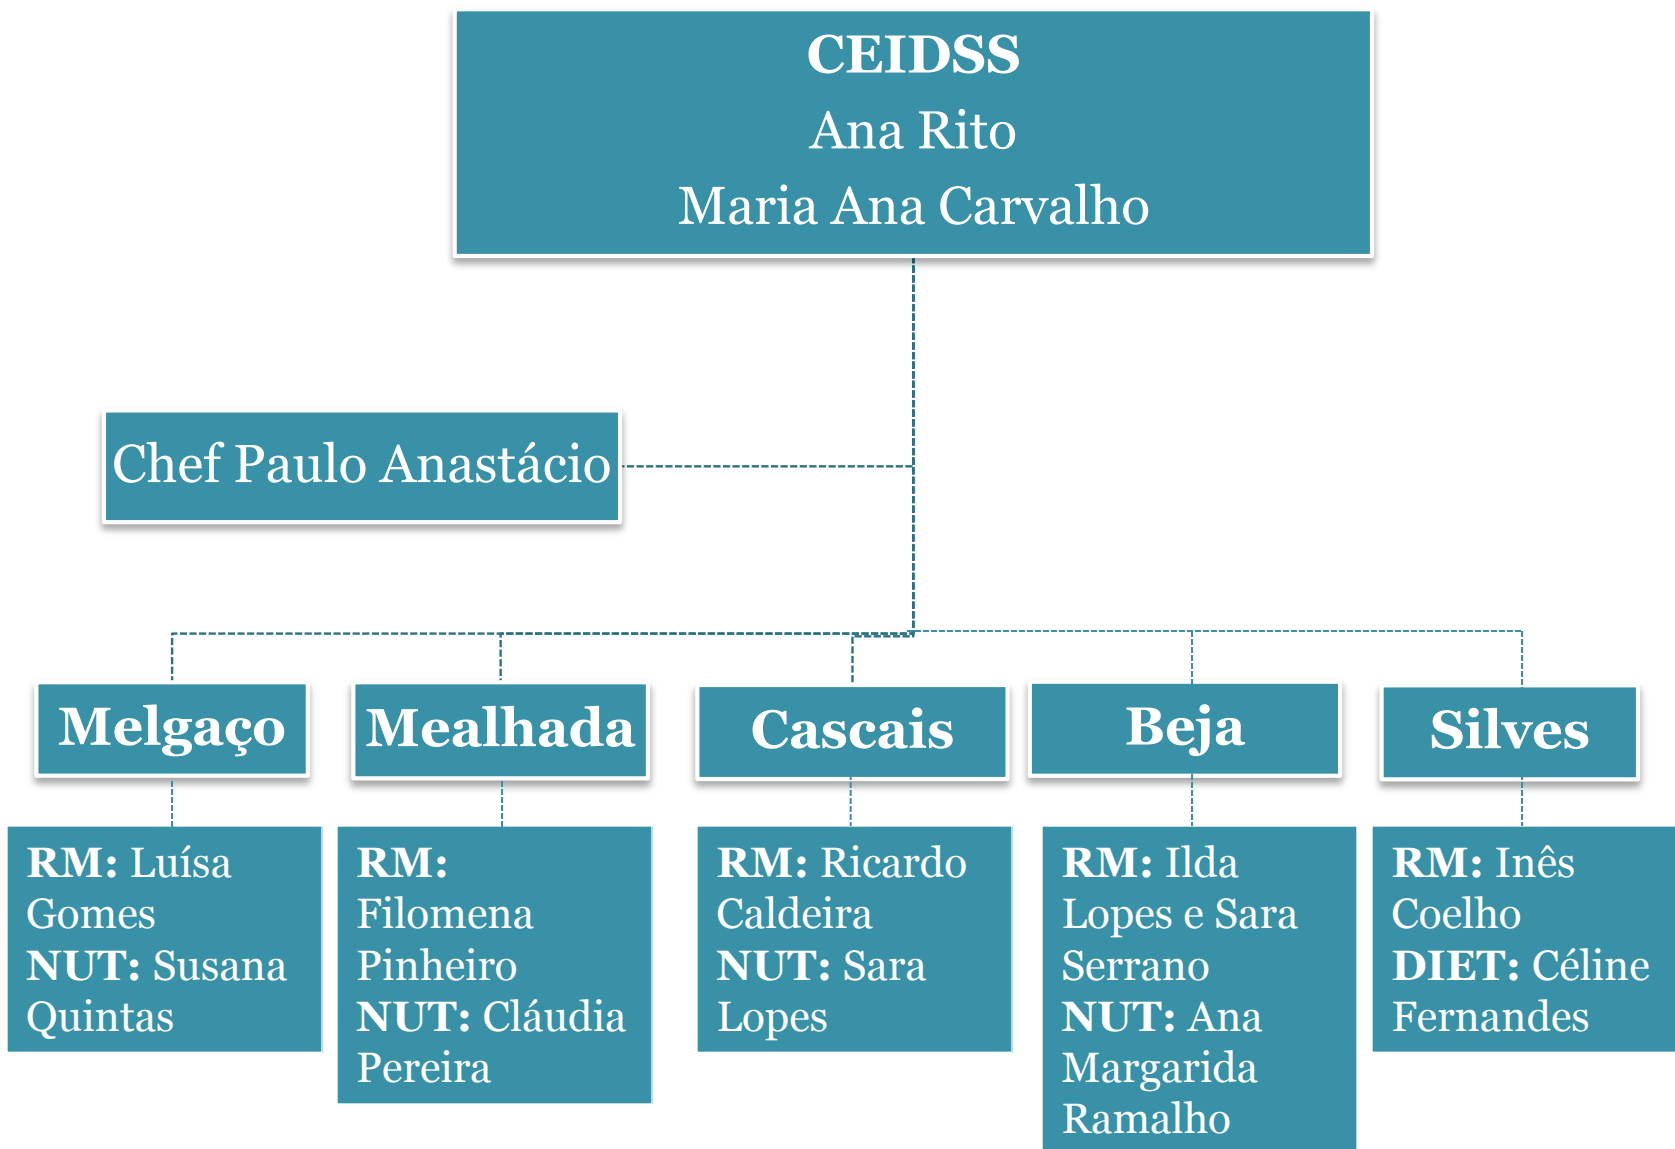 CEIDSS
Ana Rito
Maria Ana Carvalho
Chef Paulo Anastácio
Melgaço
Mealhada
Cascais
Beja
Silves
RM: Luísa
Gomes
NUT: Susana
Quintas
RM:
Filomena
Pinheiro
NUT: Cláudia
Pereira
RM: Ricardo
Caldeira
NUT: Sara
Lopes
RM: Ilda
Lopes e Sara
Serrano
NUT: Ana
Margarida
Ramalho
RM: Inês
Coelho
DIET: Céline
Fernandes